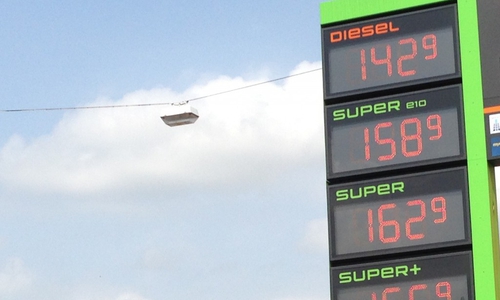 DIESEL
142⁹
SUPER E10
158⁹
SUPER
162⁹
SUPER+